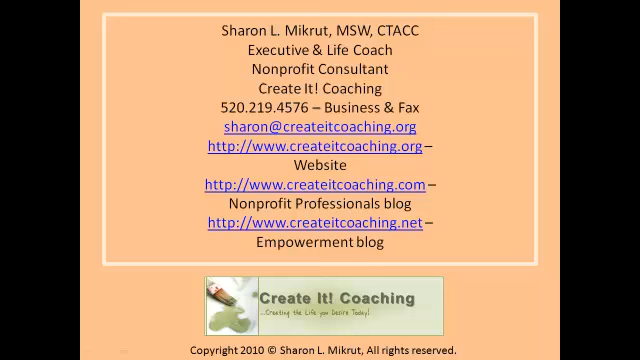 Sharon L. Mikrut, MSW, CTACC
Executive & Life Coach
Nonprofit Consultant
Create It! Coaching
520.219.4576 – Business & Fax
sharon@createitcoaching.org
http://www.createitcoaching.org –
Website
http://www.createitcoaching.com –
Nonprofit Professionals blog
http://www.createitcoaching.net –
Empowerment blog
Create It! Coaching
...Creating the Life you Desire Today!
Copyright 2010 © Sharon L. Mikrut, All rights reserved.